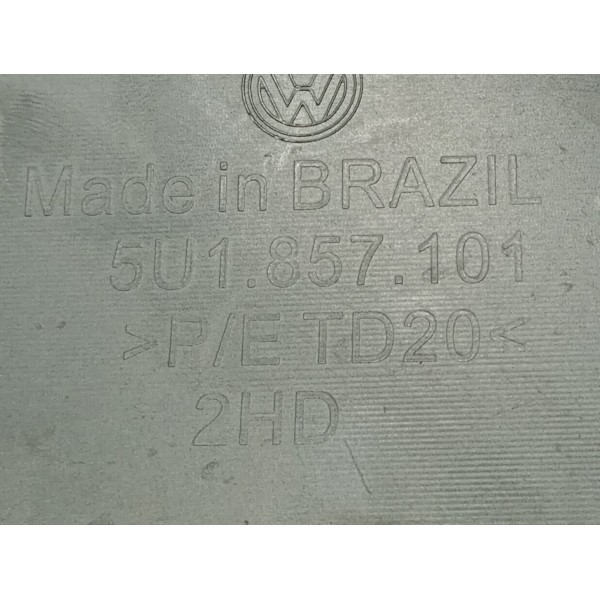 Made in BRAZIL
5U1.857.101
>P/E TD20<
2HD